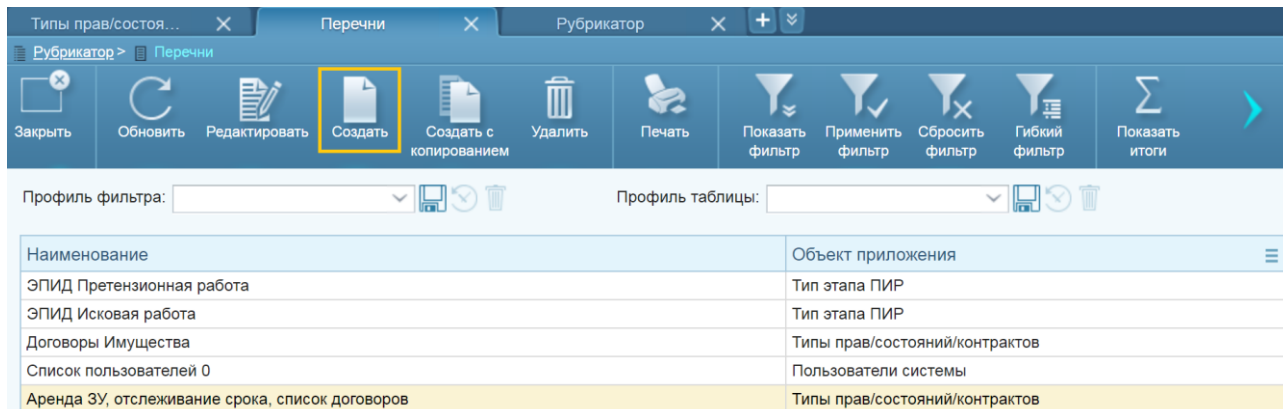 Типы прав/состоя... Перечни Рубрикатор
Рубрикатор > Перечни
Закрыть Обновить Редактировать Создать Создать с копированием Удалить Печать Показать фильтр Применить фильтр Сбросить фильтр Гибкий фильтр Показать итоги
Профиль фильтра: Профиль таблицы:
Наименование Объект приложения
ЭПИД Претензионная работа Тип этапа ПИР
ЭПИД Исковая работа Тип этапа ПИР
Договоры Имущества Типы прав/состояний/контрактов
Список пользователей 0 Пользователи системы
Аренда ЗУ, отслеживание срока, список договоров Типы прав/состояний/контрактов